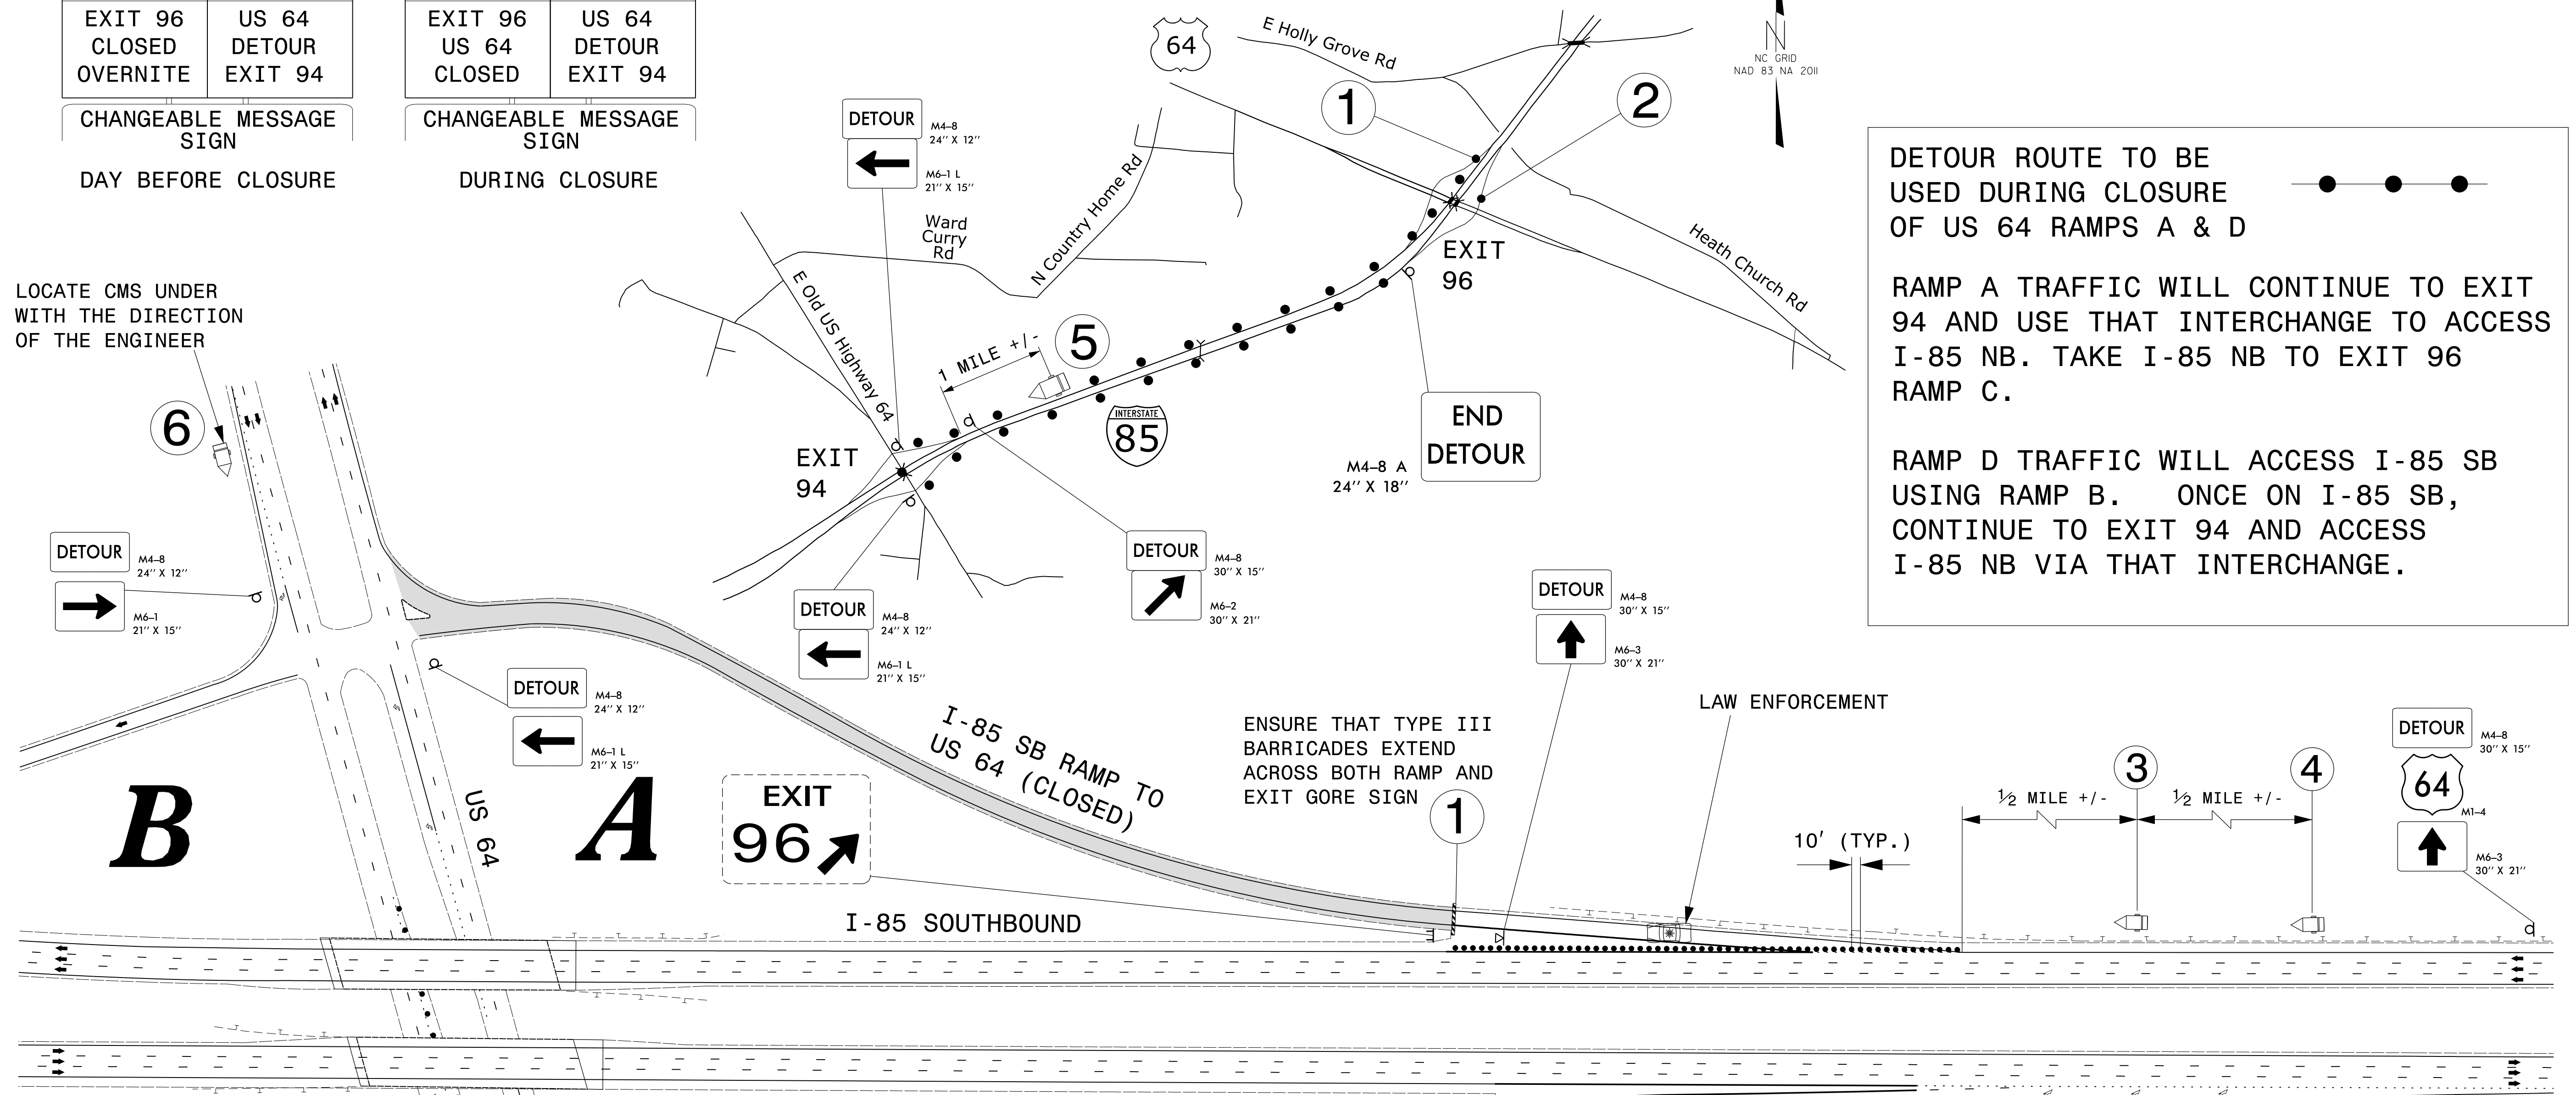 EXIT 96
CLOSED
OVERNITE
US 64
DETOUR
EXIT 94
CHANGEABLE MESSAGE
SIGN
DAY BEFORE CLOSURE
EXIT 96
US 64
CLOSED
US 64
DETOUR
EXIT 94
CHANGEABLE MESSAGE
SIGN
DURING CLOSURE
64
E Holly Grove Rd
1
2
N
NC GRID
NAD 83 NA 2011
DETOUR
M4-8
24'' X 12''
M6-1 L
21'' X 15''
Ward
Curry
Rd
N Country Home Rd
E Old US Highway 64
Heath Church Rd
EXIT
96
1 MILE +/-
5
INTERSTATE
85
EXIT
94
END
DETOUR
M4-8 A
24'' X 18''
DETOUR
M4-8
30'' X 15''
M6-2
30'' X 21''
DETOUR
M4-8
24'' X 12''
M6-1 L
21'' X 15''
DETOUR ROUTE TO BE
USED DURING CLOSURE
OF US 64 RAMPS A & D
RAMP A TRAFFIC WILL CONTINUE TO EXIT
94 AND USE THAT INTERCHANGE TO ACCESS
I-85 NB. TAKE I-85 NB TO EXIT 96
RAMP C.
RAMP D TRAFFIC WILL ACCESS I-85 SB
USING RAMP B. ONCE ON I-85 SB,
CONTINUE TO EXIT 94 AND ACCESS
I-85 NB VIA THAT INTERCHANGE.
LOCATE CMS UNDER
WITH THE DIRECTION
OF THE ENGINEER
6
DETOUR
M4-8
24'' X 12''
M6-1
21'' X 15''
DETOUR
M4-8
24'' X 12''
M6-1 L
21'' X 15''
B
US 64
A
EXIT
96
I-85 SB RAMP TO
US 64 (CLOSED)
I-85 SOUTHBOUND
ENSURE THAT TYPE III
BARRICADES EXTEND
ACROSS BOTH RAMP AND
EXIT GORE SIGN
1
DETOUR
M4-8
30'' X 15''
M6-3
30'' X 21''
LAW ENFORCEMENT
10' (TYP.)
½ MILE +/-
3
½ MILE +/-
4
DETOUR
M4-8
30'' X 15''
64
M1-4
M6-3
30'' X 21''